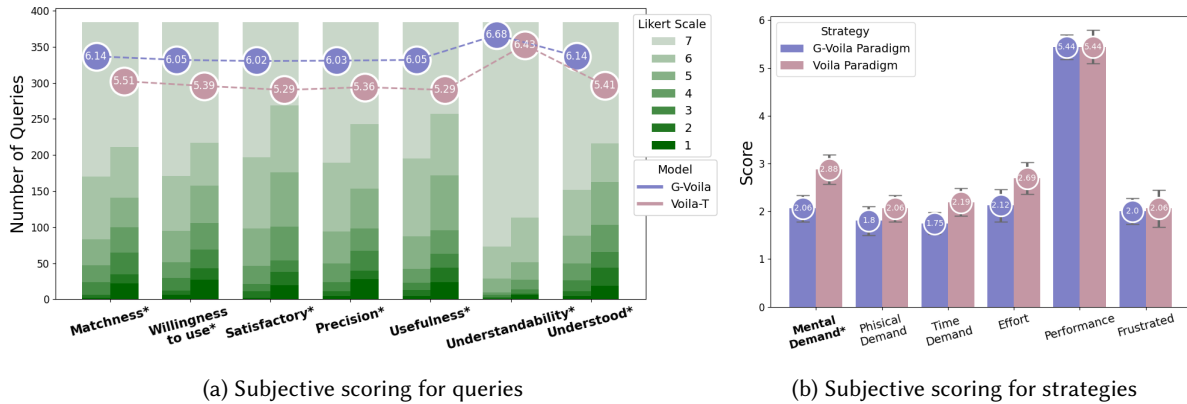 Number of Queries
400
350
300
250
200
150
100
50
0
6.14
6.05
6.02
6.03
6.05
6.68
6.14
5.51
5.39
5.29
5.36
5.29
6.43
5.41
Matchness*
Willingness
to use*
Satisfactory*
Precision*
Usefulness*
Understandability*
Understood*
Likert Scale
7
6
5
4
3
2
1
Model
G-Voila
Voila-T
(a) Subjective scoring for queries
Score
6
5
4
3
2
1
0
Strategy
G-Voila Paradigm
Voila Paradigm
2.06
2.88
1.8
2.06
1.75
2.19
2.12
2.69
5.44
5.44
2.0
2.06
Mental
Demand*
Phisical
Demand
Time
Demand
Effort
Performance
Frustrated
(b) Subjective scoring for strategies